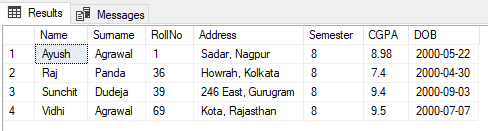 Results Messages
Name Surname RollNo Address Semester CGPA DOB
1 Ayush Agrawal 1 Sadar, Nagpur 8 8.98 2000-05-22
2 Raj Panda 36 Howrah, Kolkata 8 7.4 2000-04-30
3 Sunchit Dudeja 39 246 East, Gurugram 8 9.4 2000-09-03
4 Vidhi Agrawal 69 Kota, Rajasthan 8 9.5 2000-07-07